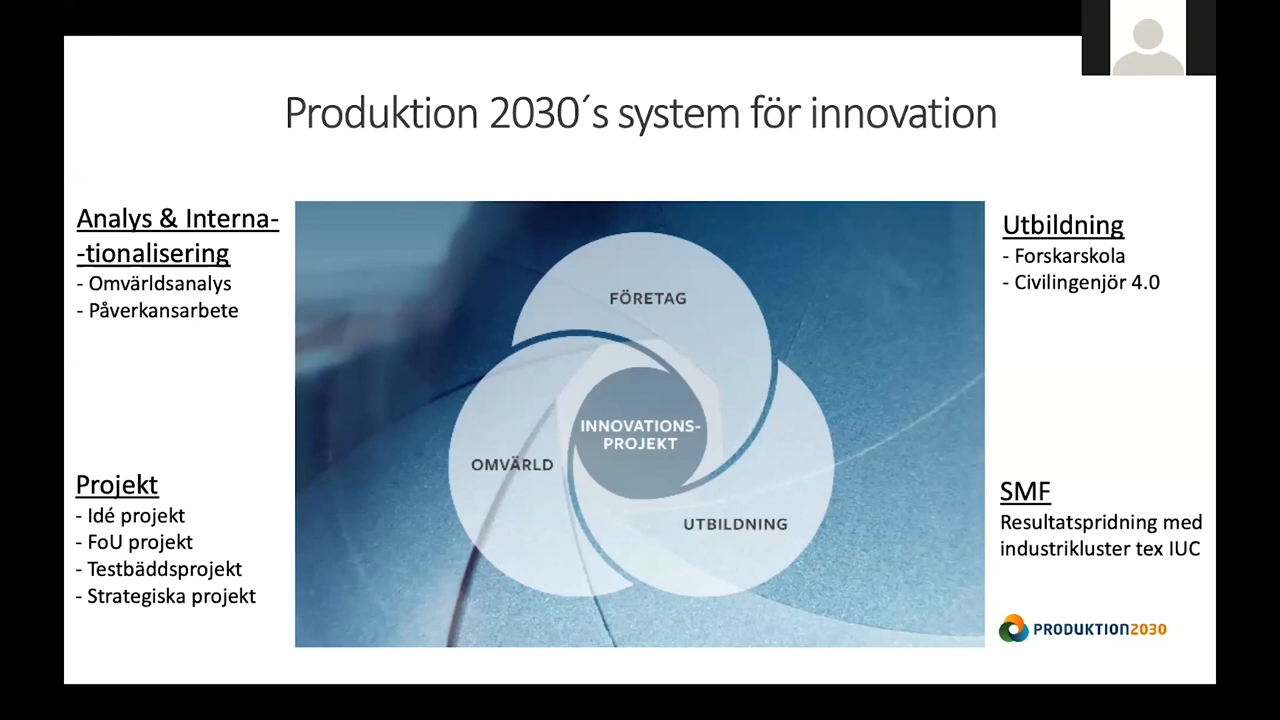 Produktion 2030´s system för innovation
Analys & Interna-
-tionalisering
- Omvärldsanalys
- Påverkansarbete
Projekt
- Idé projekt
- FoU projekt
- Testbäddsprojekt
- Strategiska projekt
FÖRETAG
INNOVATIONS-
PROJEKT
OMVÄRLD
UTBILDNING
Utbildning
- Forskarskola
- Civilingenjör 4.0
SMF
Resultatspridning med
industrikluster tex IUC
PRODUKTION2030